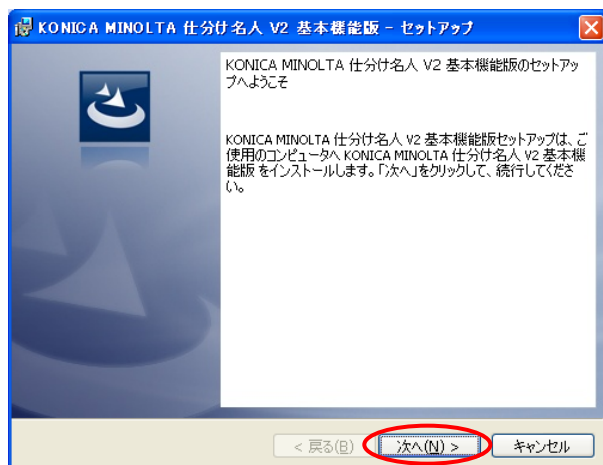 KONICA MINOLTA 仕分け名人 V2 基本機能版 - セットアップ
KONICA MINOLTA 仕分け名人 V2 基本機能版のセットアッ
プへようこそ
KONICA MINOLTA 仕分け名人 V2 基本機能版セットアップは、ご
使用のコンピュータへ KONICA MINOLTA 仕分け名人 V2 基本機
能版 をインストールします。「次へ」をクリックして、続行してくださ
い。
< 戻る(B)
次へ(N) >
キャンセル